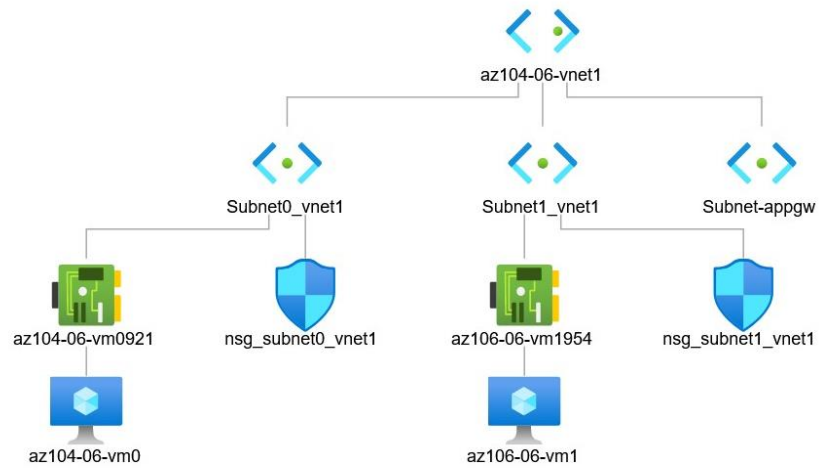 az104-06-vnet1
Subnet0_vnet1
Subnet1_vnet1
Subnet-appgw
az104-06-vm0921
nsg_subnet0_vnet1
az106-06-vm1954
nsg_subnet1_vnet1
az104-06-vm0
az106-06-vm1